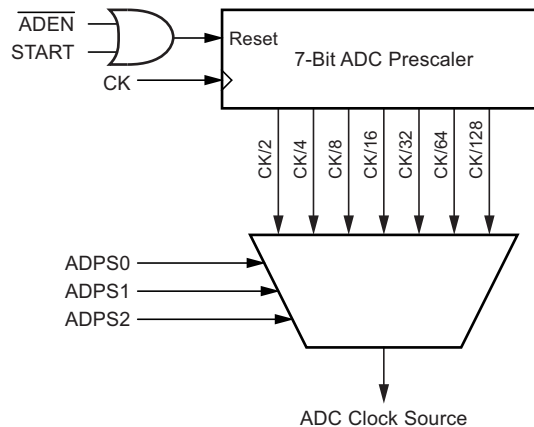 ADEN
START
Reset
7-Bit ADC Prescaler
CK
CK/2
CK/4
CK/8
CK/16
CK/32
CK/64
CK/128
ADPS0
ADPS1
ADPS2
ADC Clock Source